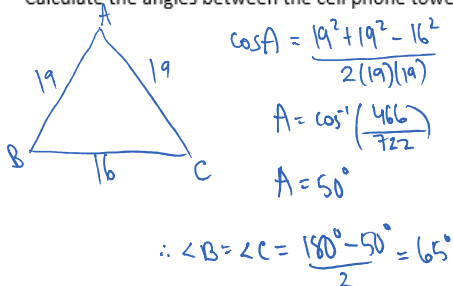 Calculate the angles between the cell phone towe
A
19
19
B
16
C
cosA = 19² + 19² - 16² / 2(19)(19)
A = cos⁻¹ (466 / 722)
A = 50°
∴ ∠B = ∠C = 180° - 50° / 2 = 65°